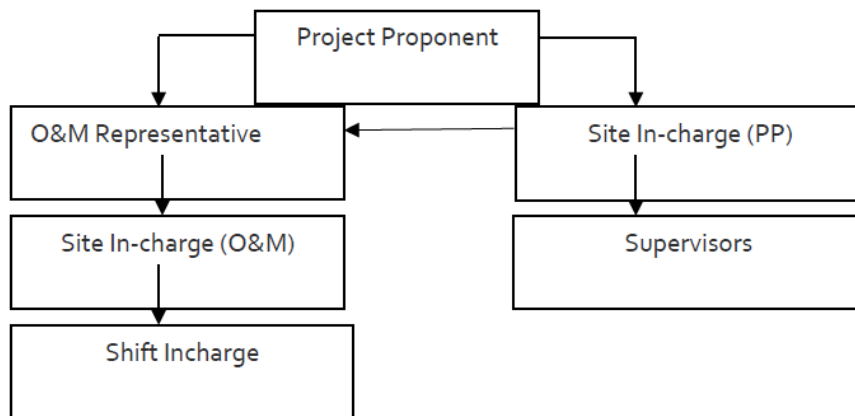 Project Proponent
O&M Representative
Site In-charge (PP)
Site In-charge (O&M)
Supervisors
Shift Incharge